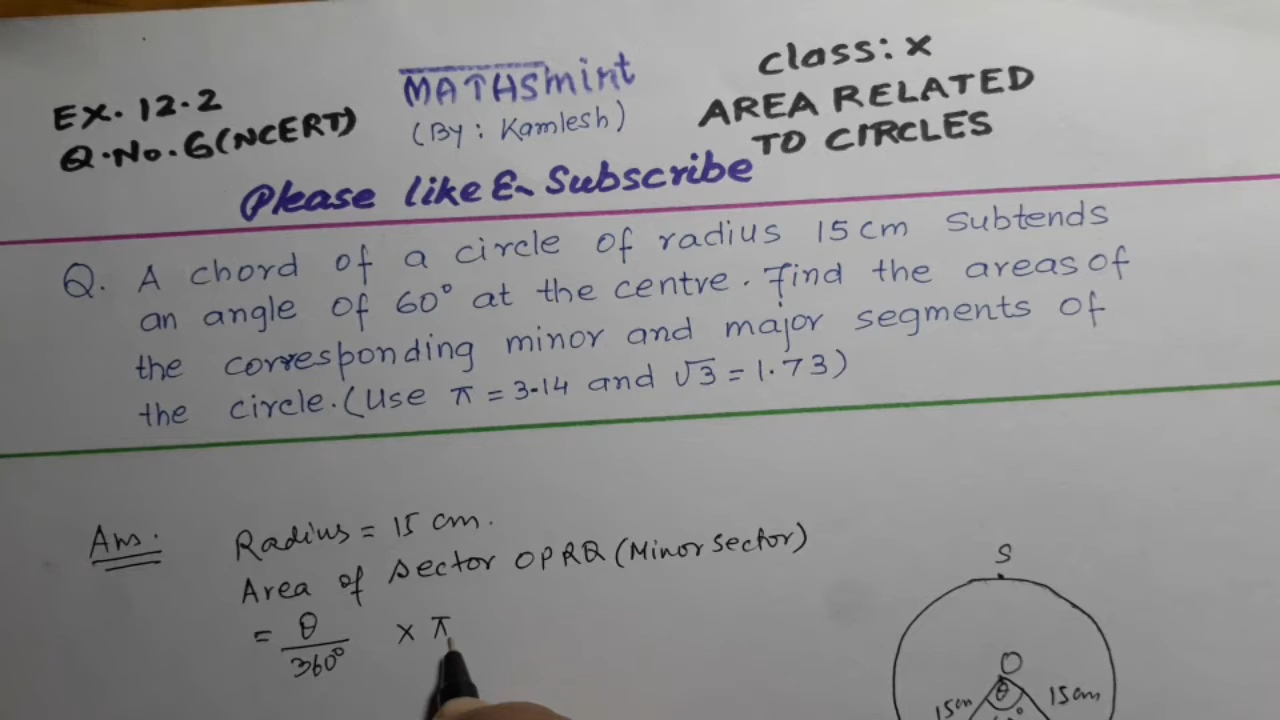 EX. 12.2
Q.No.6(NCERT)
MATHSmint
(By: Kamlesh)
class: X
AREA RELATED
TO CIRCLES
Please like & Subscribe
Q. A chord of a circle of radius 15 cm subtends
an angle of 60° at the centre. Find the areas of
the corresponding minor and major segments of
the circle. (Use π = 3.14 and √3 = 1.73)
Ans. Radius = 15 cm.
Area of sector OPRQ (Minor sector)
= θ/360° × π
S
O
θ
15cm 15cm